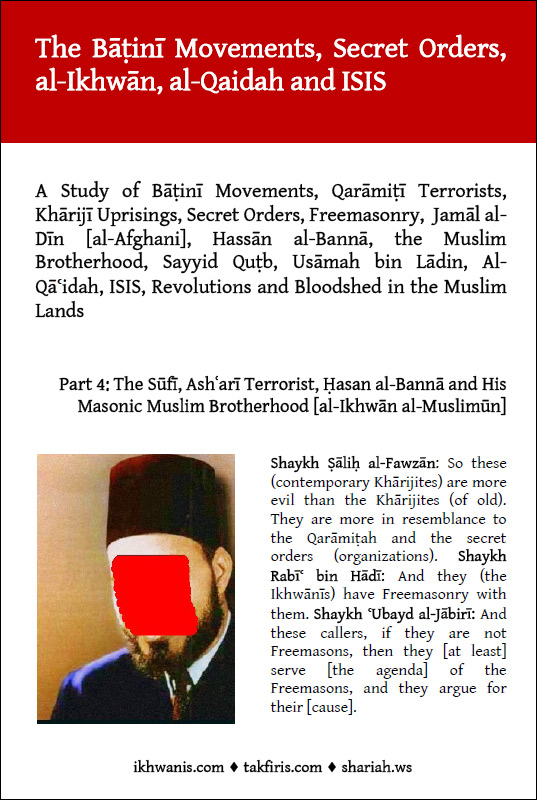 The Bāṭinī Movements, Secret Orders,
al-Ikhwān, al-Qaidah and ISIS
A Study of Bāṭinī Movements, Qarāmiṭī Terrorists,
Khārijī Uprisings, Secret Orders, Freemasonry, Jamāl al-
Dīn [al-Afghani], Hassān al-Bannā, the Muslim
Brotherhood, Sayyid Quṭb, Usāmah bin Lādin, Al-
Qāʿidah, ISIS, Revolutions and Bloodshed in the Muslim
Lands
Part 4: The Sūfī, Ashʿarī Terrorist, Ḥasan al-Bannā and His
Masonic Muslim Brotherhood [al-Ikhwān al-Muslimūn]
Shaykh Ṣāliḥ al-Fawzān: So these
(contemporary Khārijites) are more
evil than the Khārijites (of old).
They are more in resemblance to
the Qarāmiṭah and the secret
orders (organizations). Shaykh
Rabīʿ bin Hādī: And they (the
Ikhwānīs) have Freemasonry with
them. Shaykh ʿUbayd al-Jābirī: And
these callers, if they are not
Freemasons, then they [at least]
serve [the agenda] of the
Freemasons, and they argue for
their [cause].
ikhwanis.com ♦ takfiris.com ♦ shariah.ws